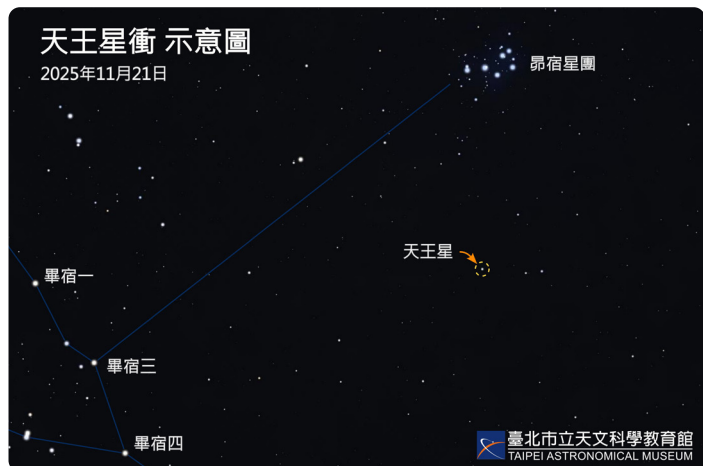 天王星衝 示意圖
2025年11月21日
昴宿星團
天王星
畢宿一
畢宿三
畢宿四
臺北市立天文科學教育館
TAIPEI ASTRONOMICAL MUSEUM